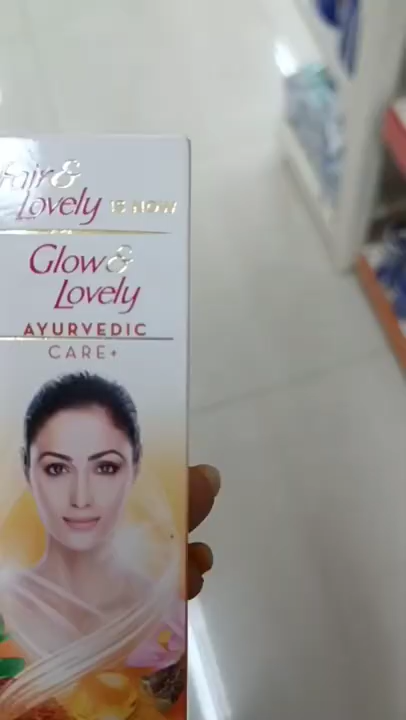 Fair &
Lovely IS NOW
Glow &
Lovely
AYURVEDIC
CARE+